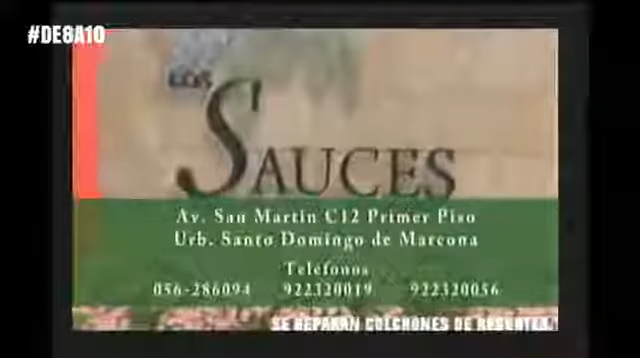 #DE8A10
LOS
SAUCES
Av. San Martin C12 Primer Piso
Urb. Santo Domingo de Marcona
Teléfonos
056-286094 922320019 922320056
SE REPARAN COLCHONES DE